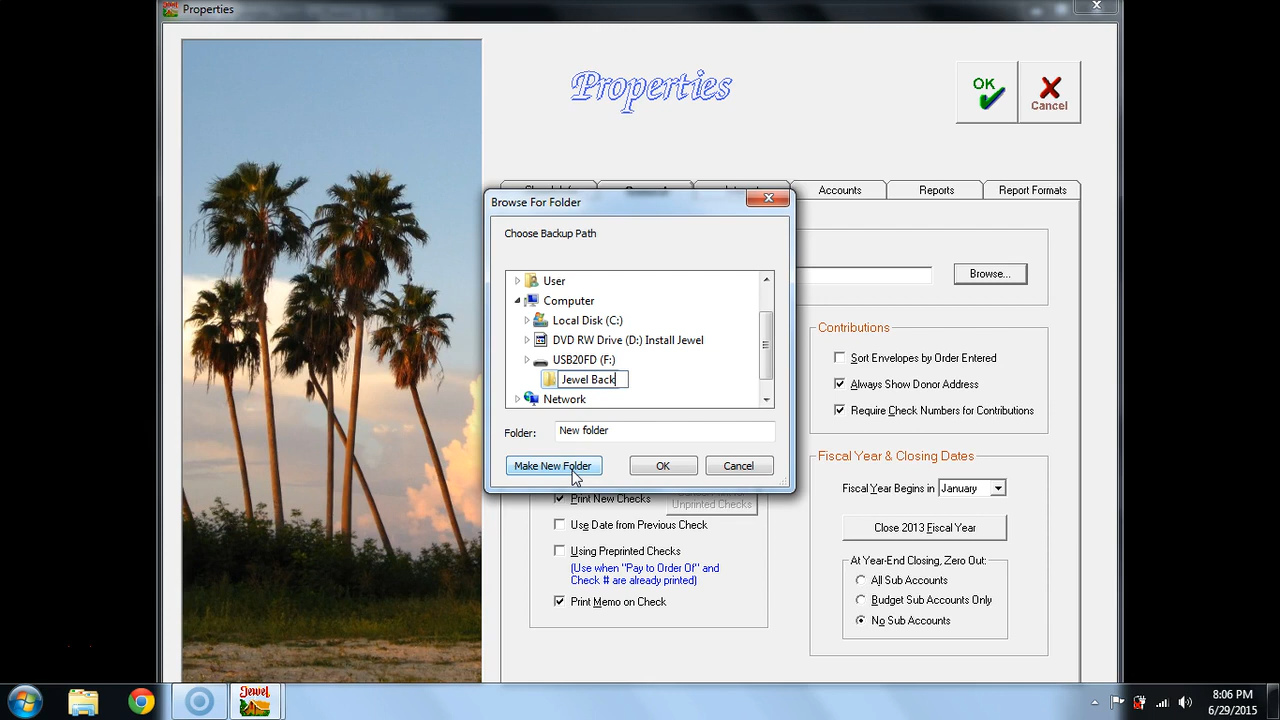 Properties
Properties
OK
Cancel
Accounts
Reports
Report Formats
Browse For Folder
Choose Backup Path
User
Computer
Local Disk (C:)
DVD RW Drive (D:) Install Jewel
USB20FD (F:)
Jewel Back
Network
Folder:
New folder
Make New Folder
OK
Cancel
Browse...
Contributions
Sort Envelopes by Order Entered
Always Show Donor Address
Require Check Numbers for Contributions
Fiscal Year & Closing Dates
Fiscal Year Begins in
January
Close 2013 Fiscal Year
At Year-End Closing, Zero Out:
All Sub Accounts
Budget Sub Accounts Only
No Sub Accounts
Print New Checks
Unprinted Checks
Use Date from Previous Check
Using Preprinted Checks
(Use when "Pay to Order Of" and
Check # are already printed)
Print Memo on Check
Jewel
8:06 PM
6/29/2015